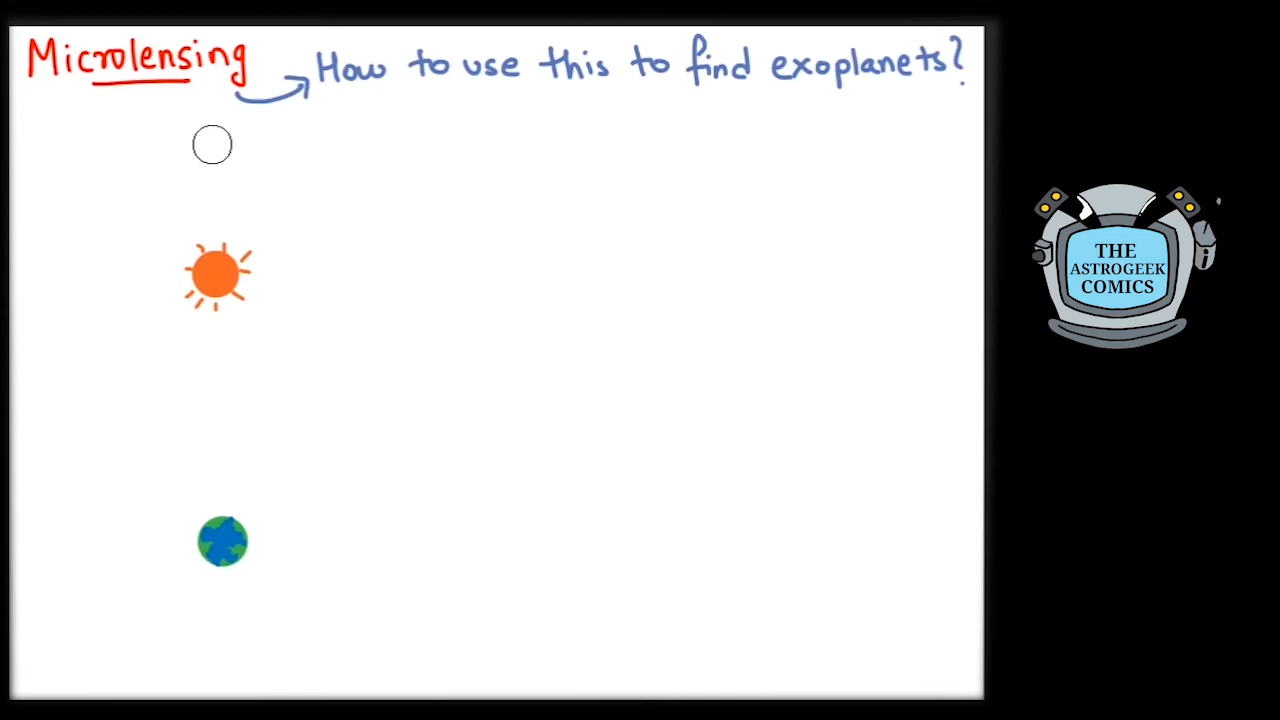 Microlensing
How to use this to find exoplanets?
THE
ASTROGEEK
COMICS